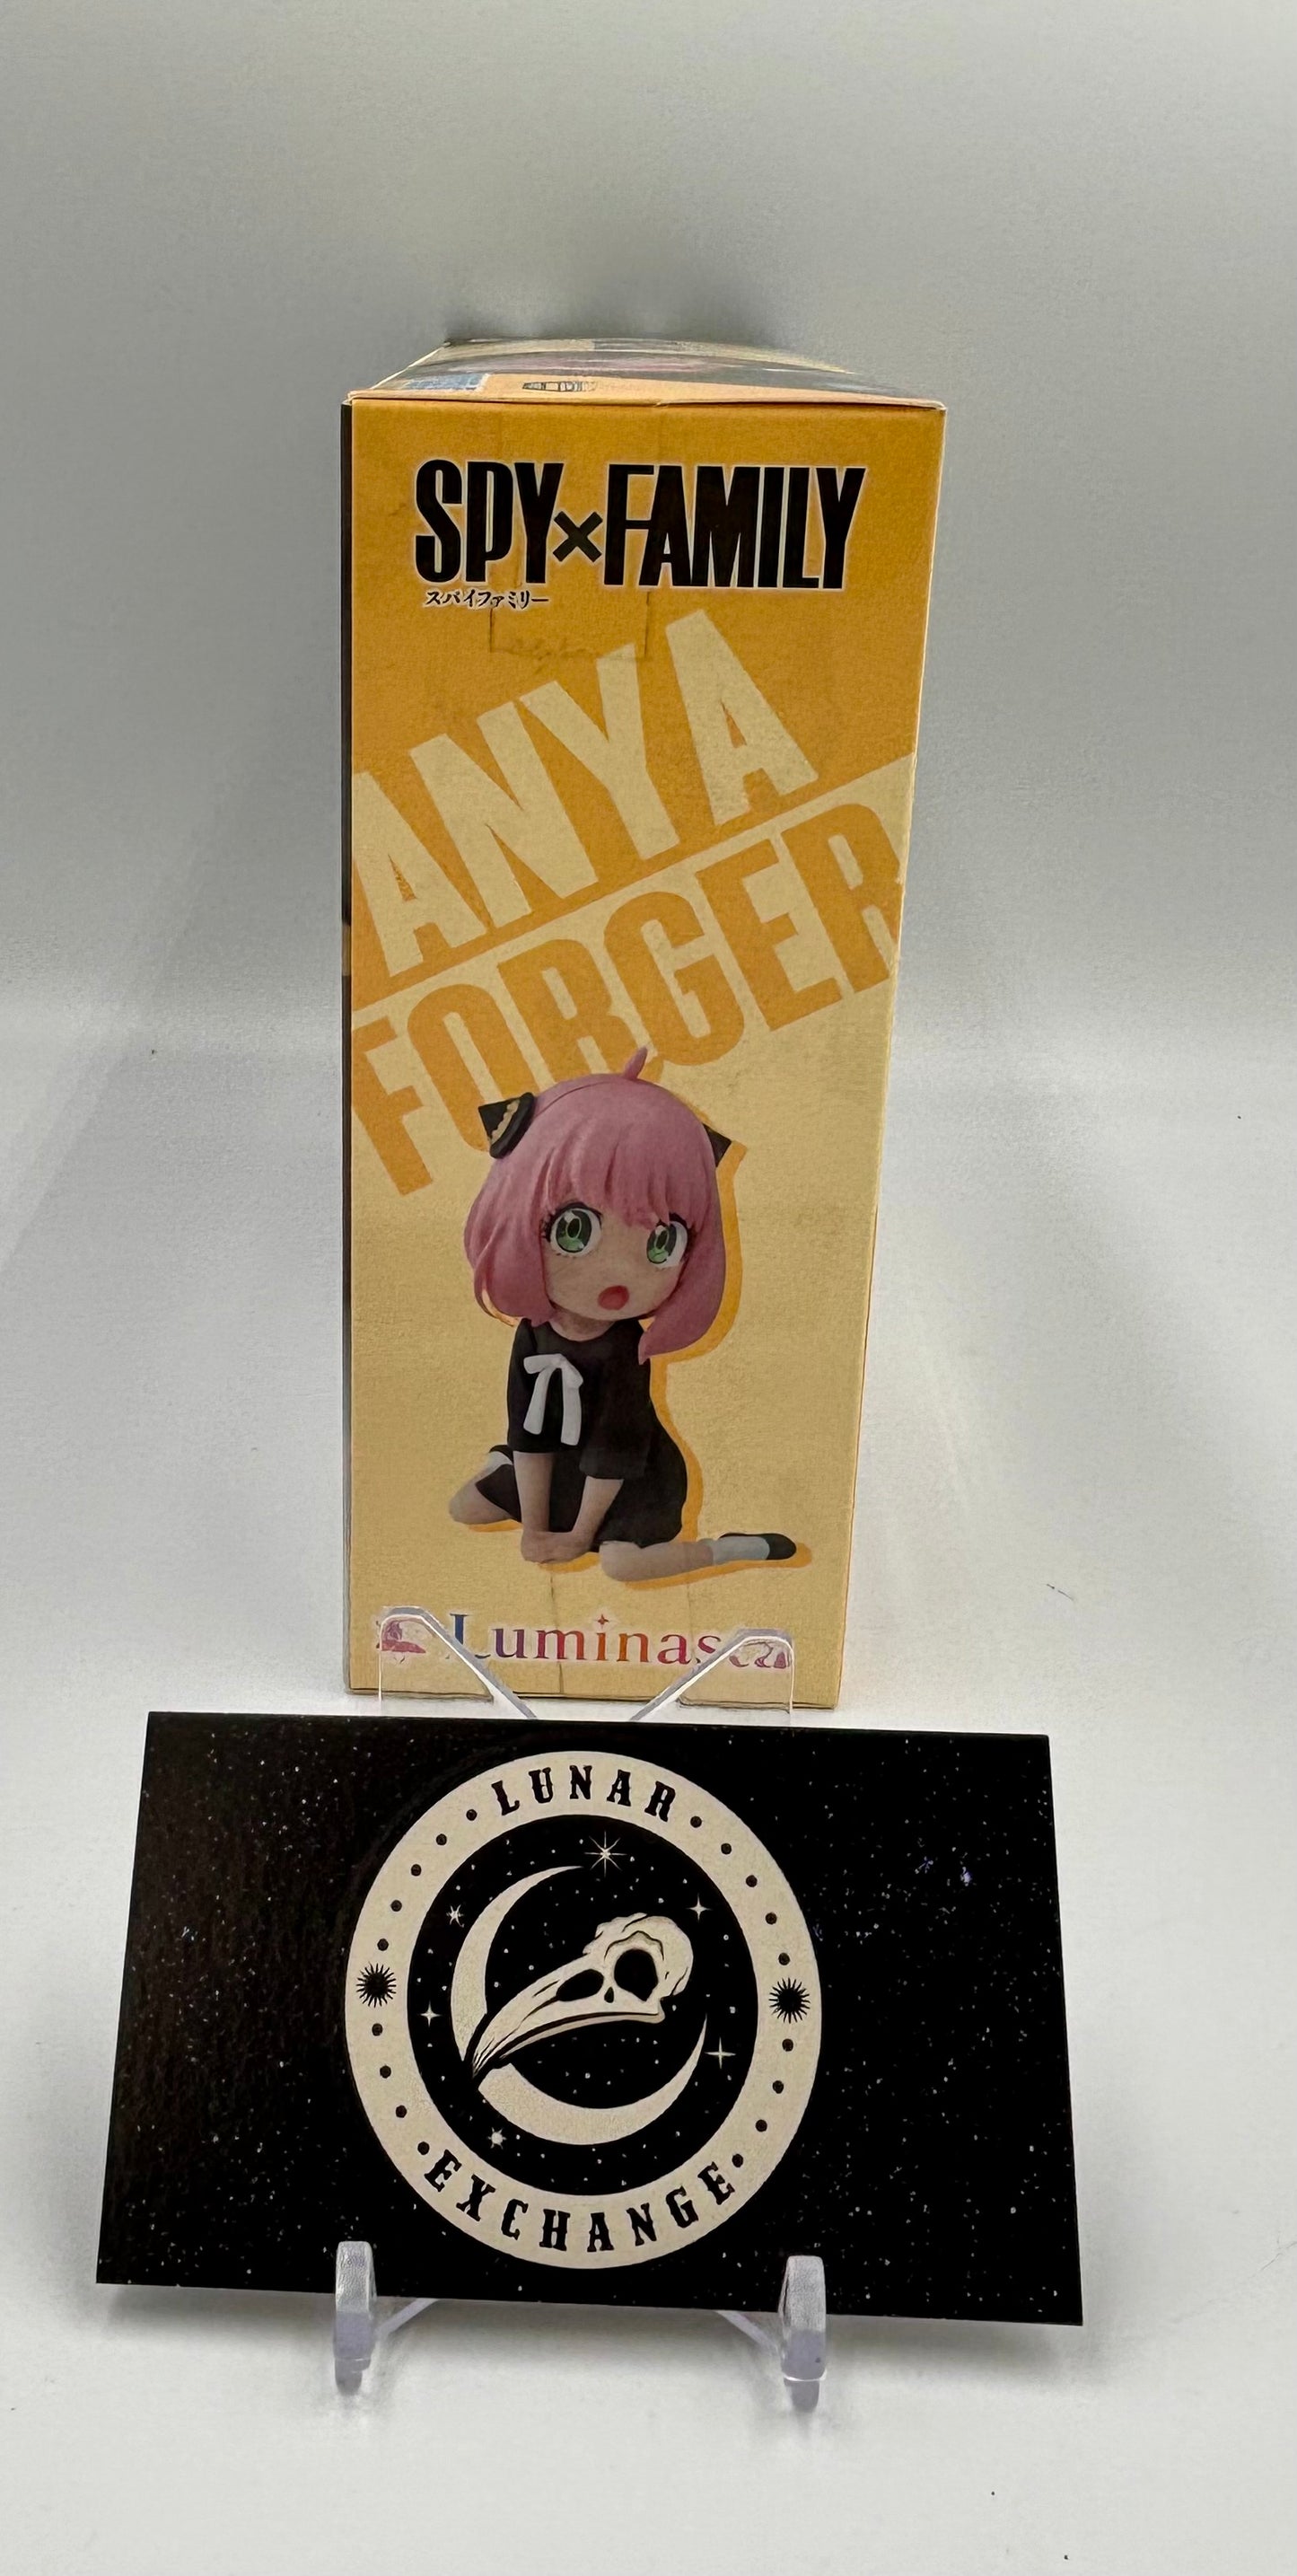 SPY×FAMILY
スパイファミリー
ANYA
FORGER
Luminasta
LUNAR
EXCHANGE